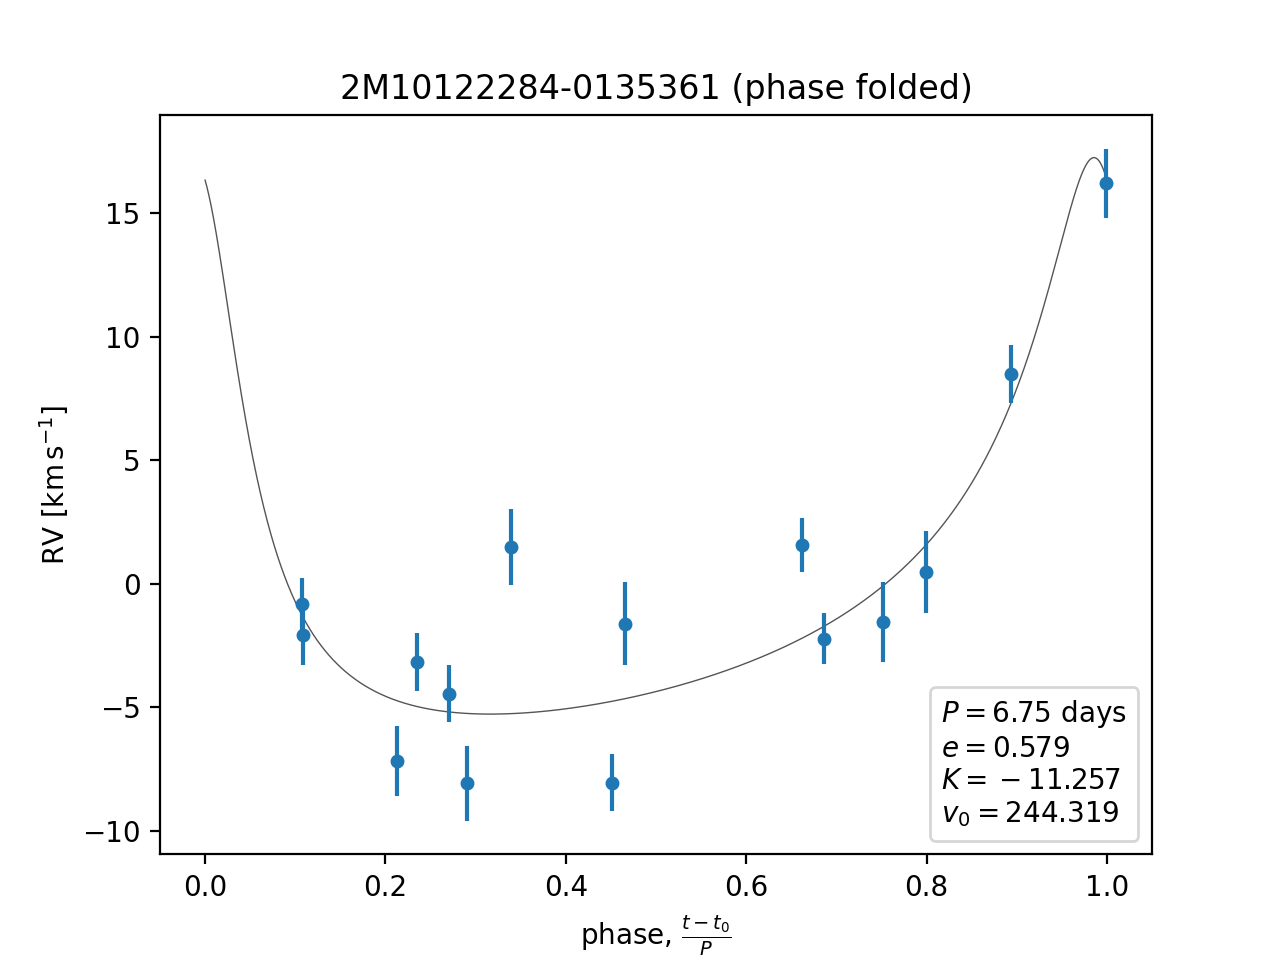 2M10122284-0135361 (phase folded)
RV [km s⁻¹]
15
10
5
0
−5
−10
P = 6.75 days
e = 0.579
K = − 11.257
v₀ = 244.319
0.0 0.2 0.4 0.6 0.8 1.0
phase, (t − t₀)/P